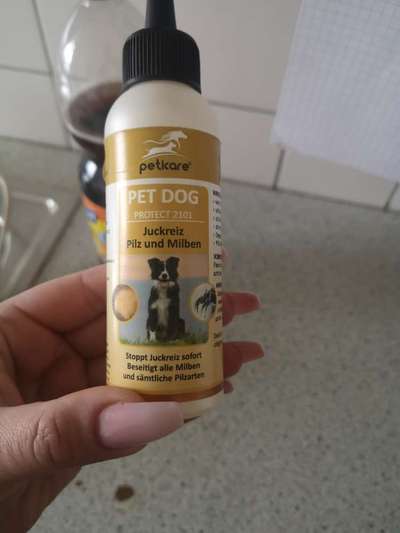 petkare®
PET DOG
PROTECT 2101
Juckreiz
Pilz und Milben
Stoppt Juckreiz sofort
Beseitigt alle Milben
und sämtliche Pilzarten